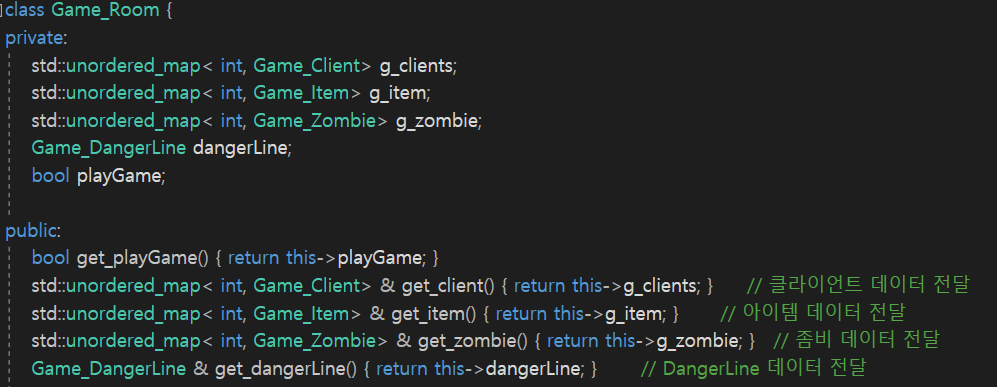 class Game_Room {
private:
std::unordered_map< int, Game_Client> g_clients;
std::unordered_map< int, Game_Item> g_item;
std::unordered_map< int, Game_Zombie> g_zombie;
Game_DangerLine dangerLine;
bool playGame;
public:
bool get_playGame() { return this->playGame; }
std::unordered_map< int, Game_Client> & get_client() { return this->g_clients; } // 클라이언트 데이터 전달
std::unordered_map< int, Game_Item> & get_item() { return this->g_item; } // 아이템 데이터 전달
std::unordered_map< int, Game_Zombie> & get_zombie() { return this->g_zombie; } // 좀비 데이터 전달
Game_DangerLine & get_dangerLine() { return this->dangerLine; } // DangerLine 데이터 전달